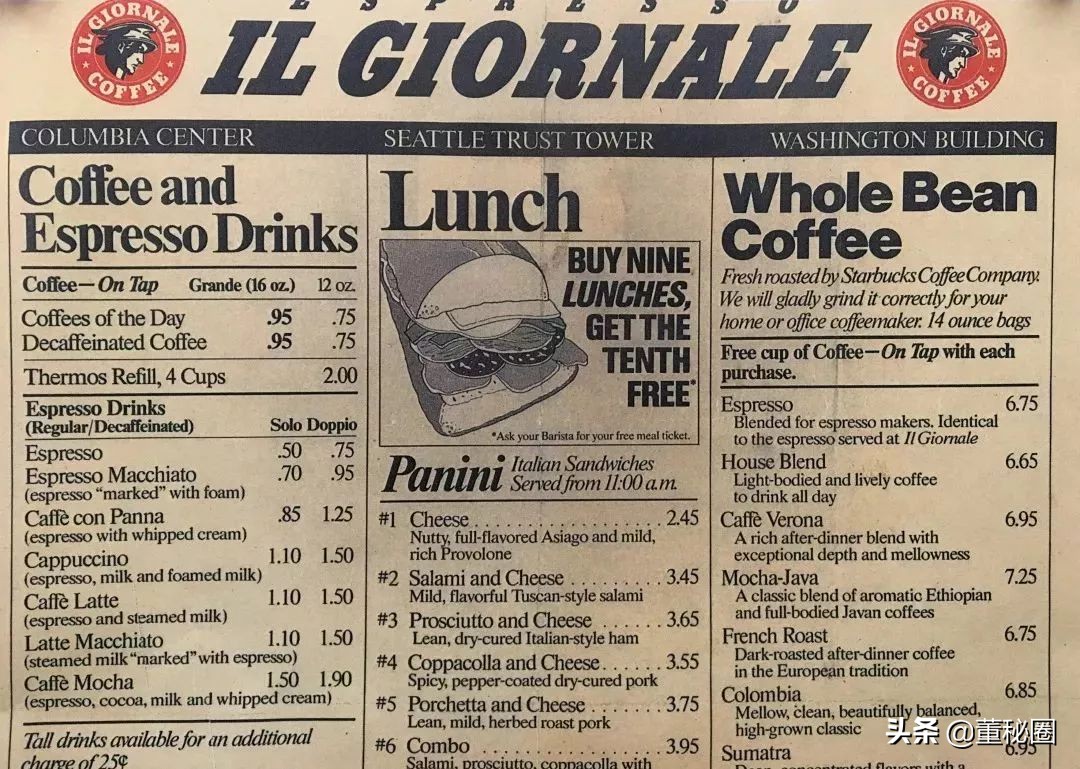 ESPRESSO
IL GIORNALE
IL GIORNALE
COFFEE
IL GIORNALE
COFFEE
COLUMBIA CENTER
SEATTLE TRUST TOWER
WASHINGTON BUILDING
Coffee and
Espresso Drinks
Coffee—On Tap Grande (16 oz.) 12 oz.
Coffees of the Day .95 .75
Decaffeinated Coffee .95 .75
Thermos Refill, 4 Cups 2.00
Espresso Drinks
(Regular/Decaffeinated) Solo Doppio
Espresso .50 .75
Espresso Macchiato .70 .95
(espresso “marked” with foam)
Caffè con Panna .85 1.25
(espresso with whipped cream)
Cappuccino 1.10 1.50
(espresso, milk and foamed milk)
Caffè Latte 1.10 1.50
(espresso and steamed milk)
Latte Macchiato 1.10 1.50
(steamed milk “marked” with espresso)
Caffè Mocha 1.50 1.90
(espresso, cocoa, milk and whipped cream)
Tall drinks available for an additional
charge of 25¢
Lunch
BUY NINE
LUNCHES,
GET THE
TENTH
FREE*
*Ask your Barista for your free meal ticket.
Panini Italian Sandwiches
Served from 11:00 a.m.
#1 Cheese . . . . . . . . . . . . . . . . . . . 2.45
Nutty, full-flavored Asiago and mild,
rich Provolone
#2 Salami and Cheese . . . . . . . . . 3.45
Mild, flavorful Tuscan-style salami
#3 Prosciutto and Cheese . . . . . . 3.65
Lean, dry-cured Italian-style ham
#4 Coppacolla and Cheese . . . . . 3.55
Spicy, pepper-coated dry-cured pork
#5 Porchetta and Cheese . . . . . . . 3.75
Lean, mild, herbed roast pork
#6 Combo . . . . . . . . . . . . . . . . . . . 3.95
Salami, prosciutto, coppacolla with
Whole Bean
Coffee
Fresh roasted by Starbucks Coffee Company.
We will gladly grind it correctly for your
home or office coffeemaker. 14 ounce bags
Free cup of Coffee—On Tap with each
purchase.
Espresso 6.75
Blended for espresso makers. Identical
to the espresso served at Il Giornale
House Blend 6.65
Light-bodied and lively coffee
to drink all day
Caffè Verona 6.95
A rich after-dinner blend with
exceptional depth and mellowness
Mocha-Java 7.25
A classic blend of aromatic Ethiopian
and full-bodied Javan coffees
French Roast 6.75
Dark-roasted after-dinner coffee
in the European tradition
Colombia 6.85
Mellow, clean, beautifully balanced,
high-grown classic
Sumatra 6.95
Deep, concentrated flavors with a
头条 @董秘圈